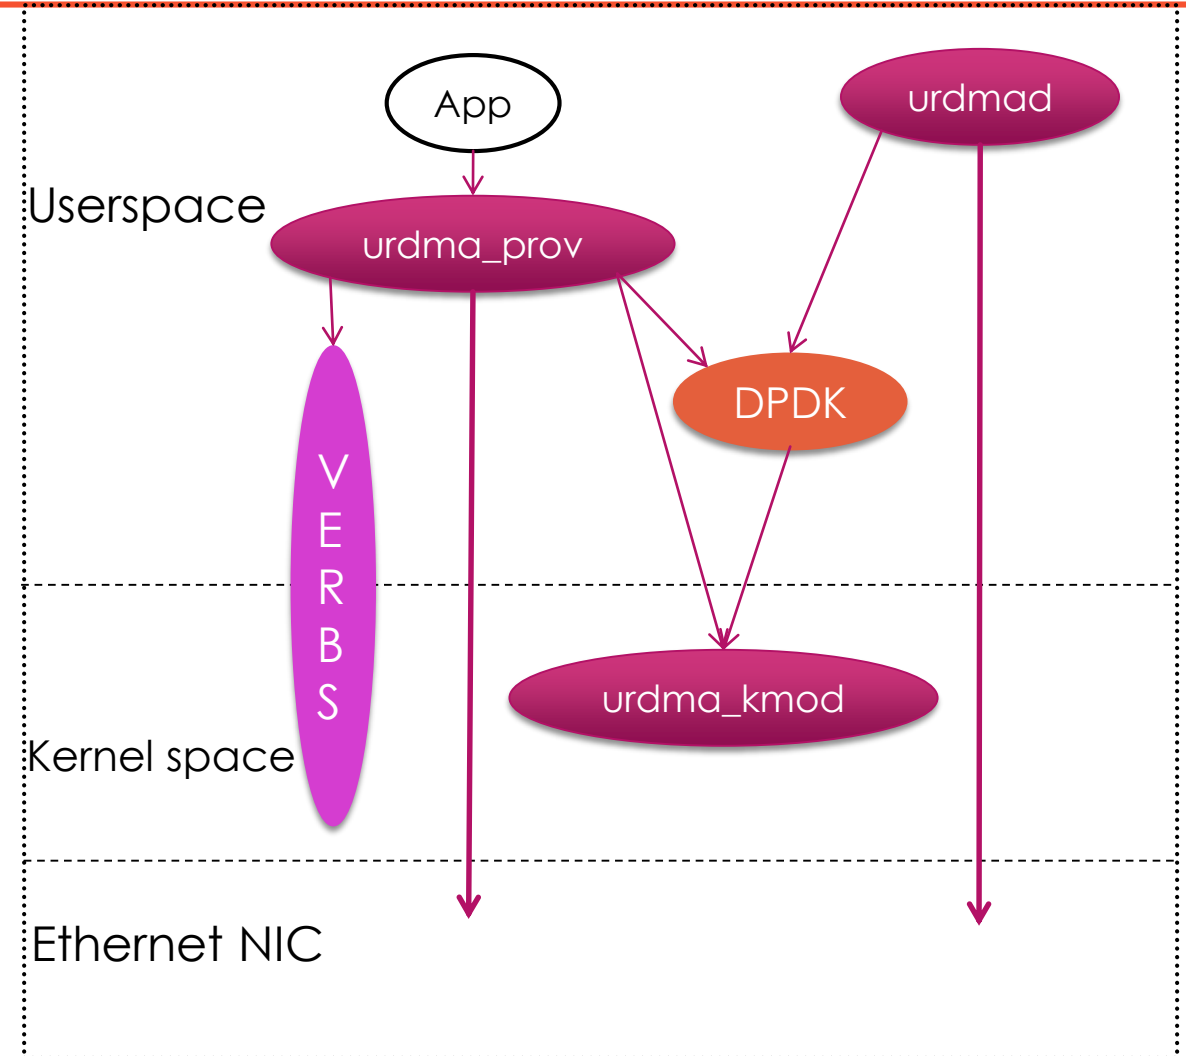 App
urdmad
Userspace
urdma_prov
DPDK
V
E
R
B
S
urdma_kmod
Kernel space
Ethernet NIC